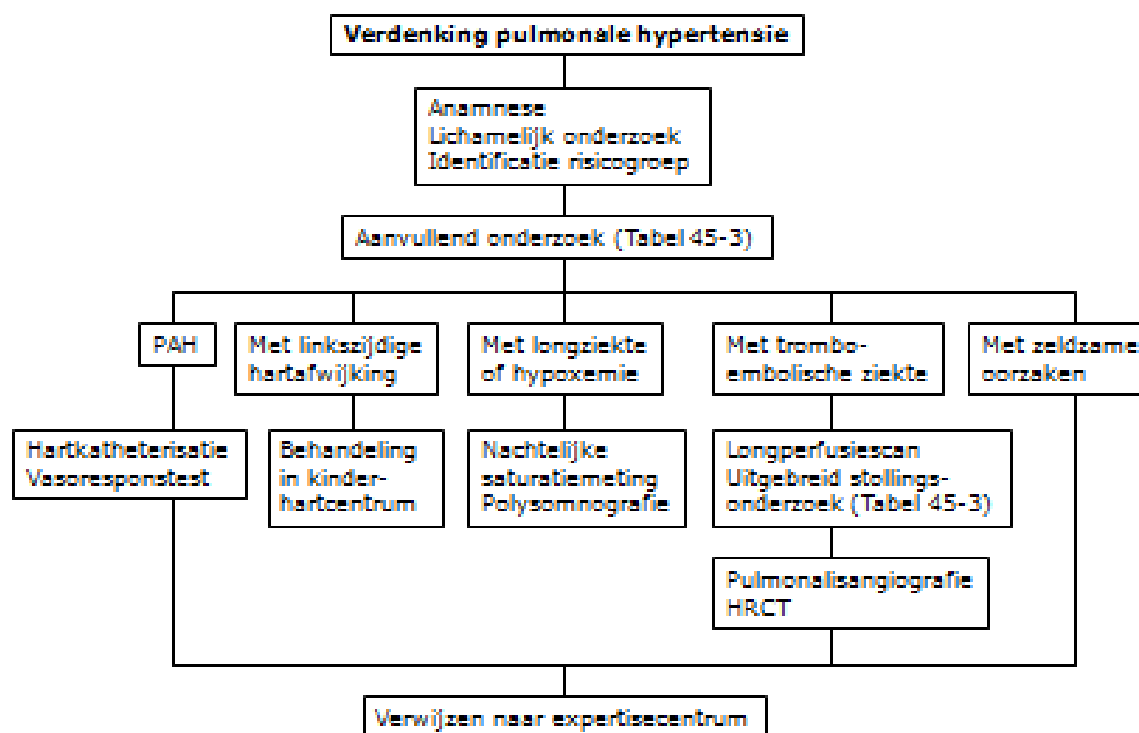 Verdenking pulmonale hypertensie
Anamnese
Lichamelijk onderzoek
Identificatie risicogroep
Aanvullend onderzoek (Tabel 45-3)
PAH
Met linkszijdige
hartafwijking
Met longziekte
of hypoxemie
Met trombo-
embolische ziekte
Met zeldzame
oorzaken
Hartkatheterisatie
Vasoresponstest
Behandeling
in kinder-
hartcentrum
Nachtelijke
saturatiemeting
Polysomnografie
Longperfusiescan
Uitgebreid stollings-
onderzoek (Tabel 45-3)
Pulmonalisangiografie
HRCT
Verwijzen naar expertisecentrum